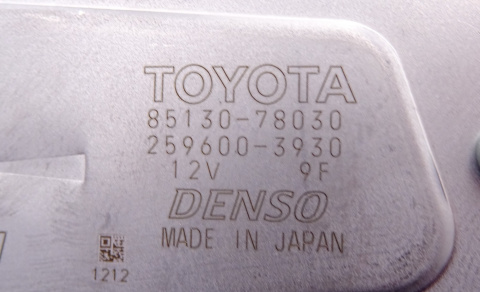 TOYOTA
85130-78030
259600-3930
12V 9F
DENSO
MADE IN JAPAN
1212